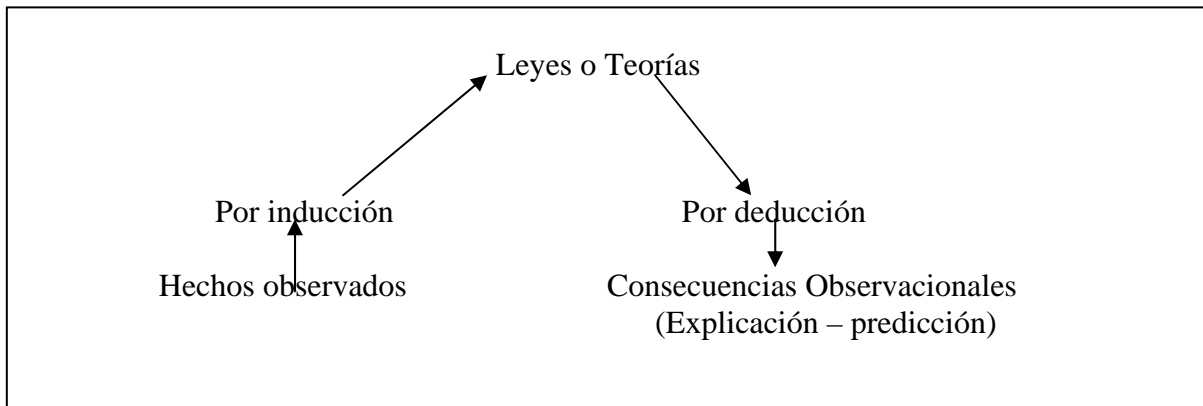 Leyes o Teorías
Por inducción
Por deducción
Hechos observados
Consecuencias Observacionales
(Explicación – predicción)